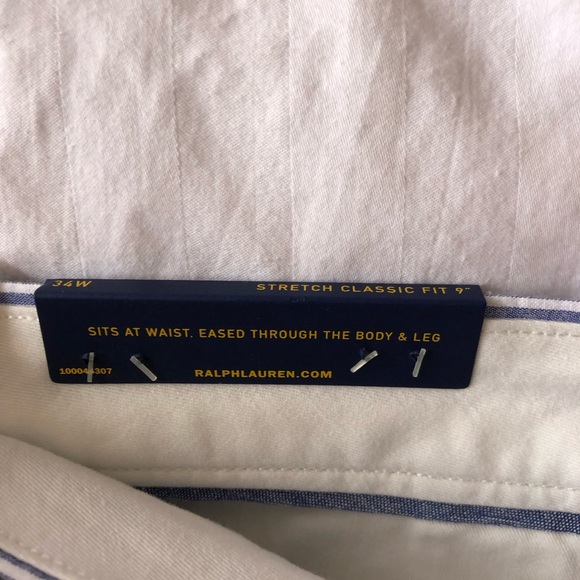 34W STRETCH CLASSIC FIT 9"
SITS AT WAIST. EASED THROUGH THE BODY & LEG
RALPHLAUREN.COM